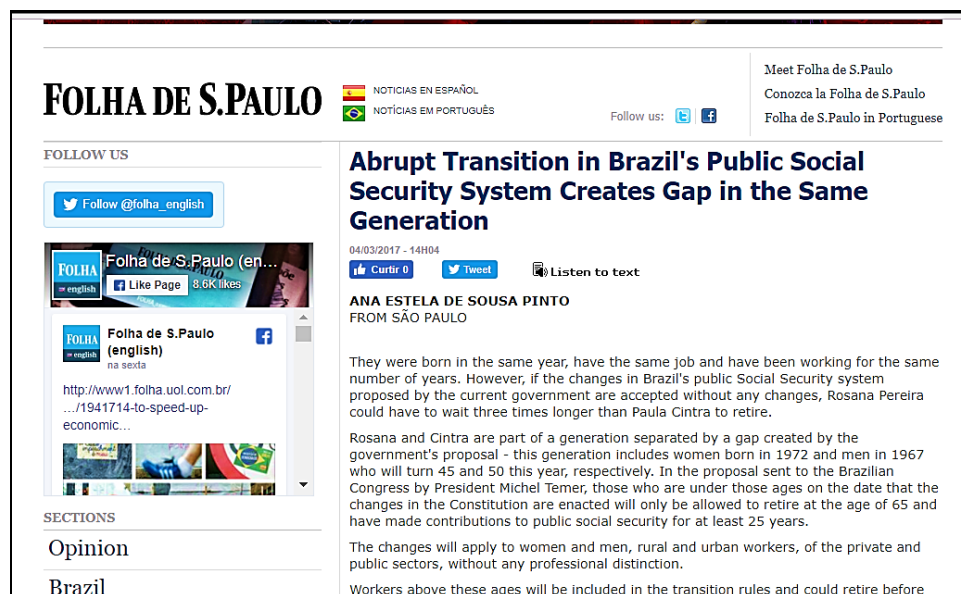 FOLHA DE S.PAULO
NOTICIAS EN ESPAÑOL
NOTÍCIAS EM PORTUGUÊS
Follow us:
Meet Folha de S.Paulo
Conozca la Folha de S.Paulo
Folha de S.Paulo in Portuguese
FOLLOW US
Follow @folha_english
Folha de S.Paulo (en...
FOLHA
english
Like Page
8.6K likes
FOLHA
english
Folha de S.Paulo
(english)
na sexta
http://www1.folha.uol.com.br/
…/1941714-to-speed-up-
economic…
SECTIONS
Opinion
Brazil
Abrupt Transition in Brazil's Public Social
Security System Creates Gap in the Same
Generation
04/03/2017 - 14H04
Curtir 0
Tweet
Listen to text
ANA ESTELA DE SOUSA PINTO
FROM SÃO PAULO
They were born in the same year, have the same job and have been working for the same
number of years. However, if the changes in Brazil's public Social Security system
proposed by the current government are accepted without any changes, Rosana Pereira
could have to wait three times longer than Paula Cintra to retire.
Rosana and Cintra are part of a generation separated by a gap created by the
government's proposal - this generation includes women born in 1972 and men in 1967
who will turn 45 and 50 this year, respectively. In the proposal sent to the Brazilian
Congress by President Michel Temer, those who are under those ages on the date that the
changes in the Constitution are enacted will only be allowed to retire at the age of 65 and
have made contributions to public social security for at least 25 years.
The changes will apply to women and men, rural and urban workers, of the private and
public sectors, without any professional distinction.
Workers above these ages will be included in the transition rules and could retire before